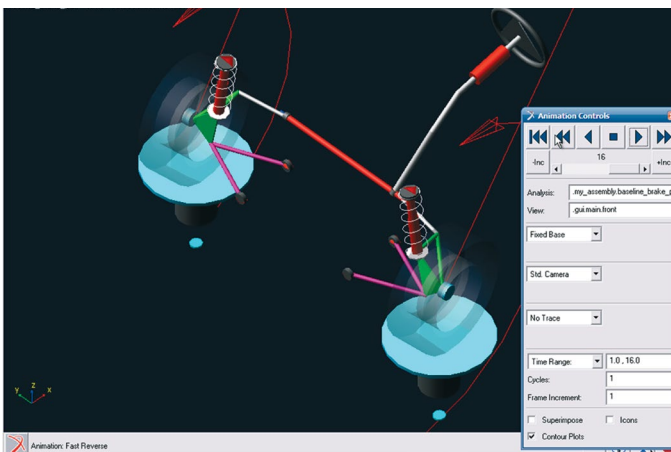 Animation Controls
-Inc
16
+Inc
Analysis:
.my_assembly.baseline_brake_p
View:
.gui.main.front
Fixed Base
Std. Camera
No Trace
Time Range:
1.0 , 16.0
Cycles:
1
Frame Increment:
1
Superimpose
Icons
Contour Plots
Y
Z
X
Animation: Fast Reverse